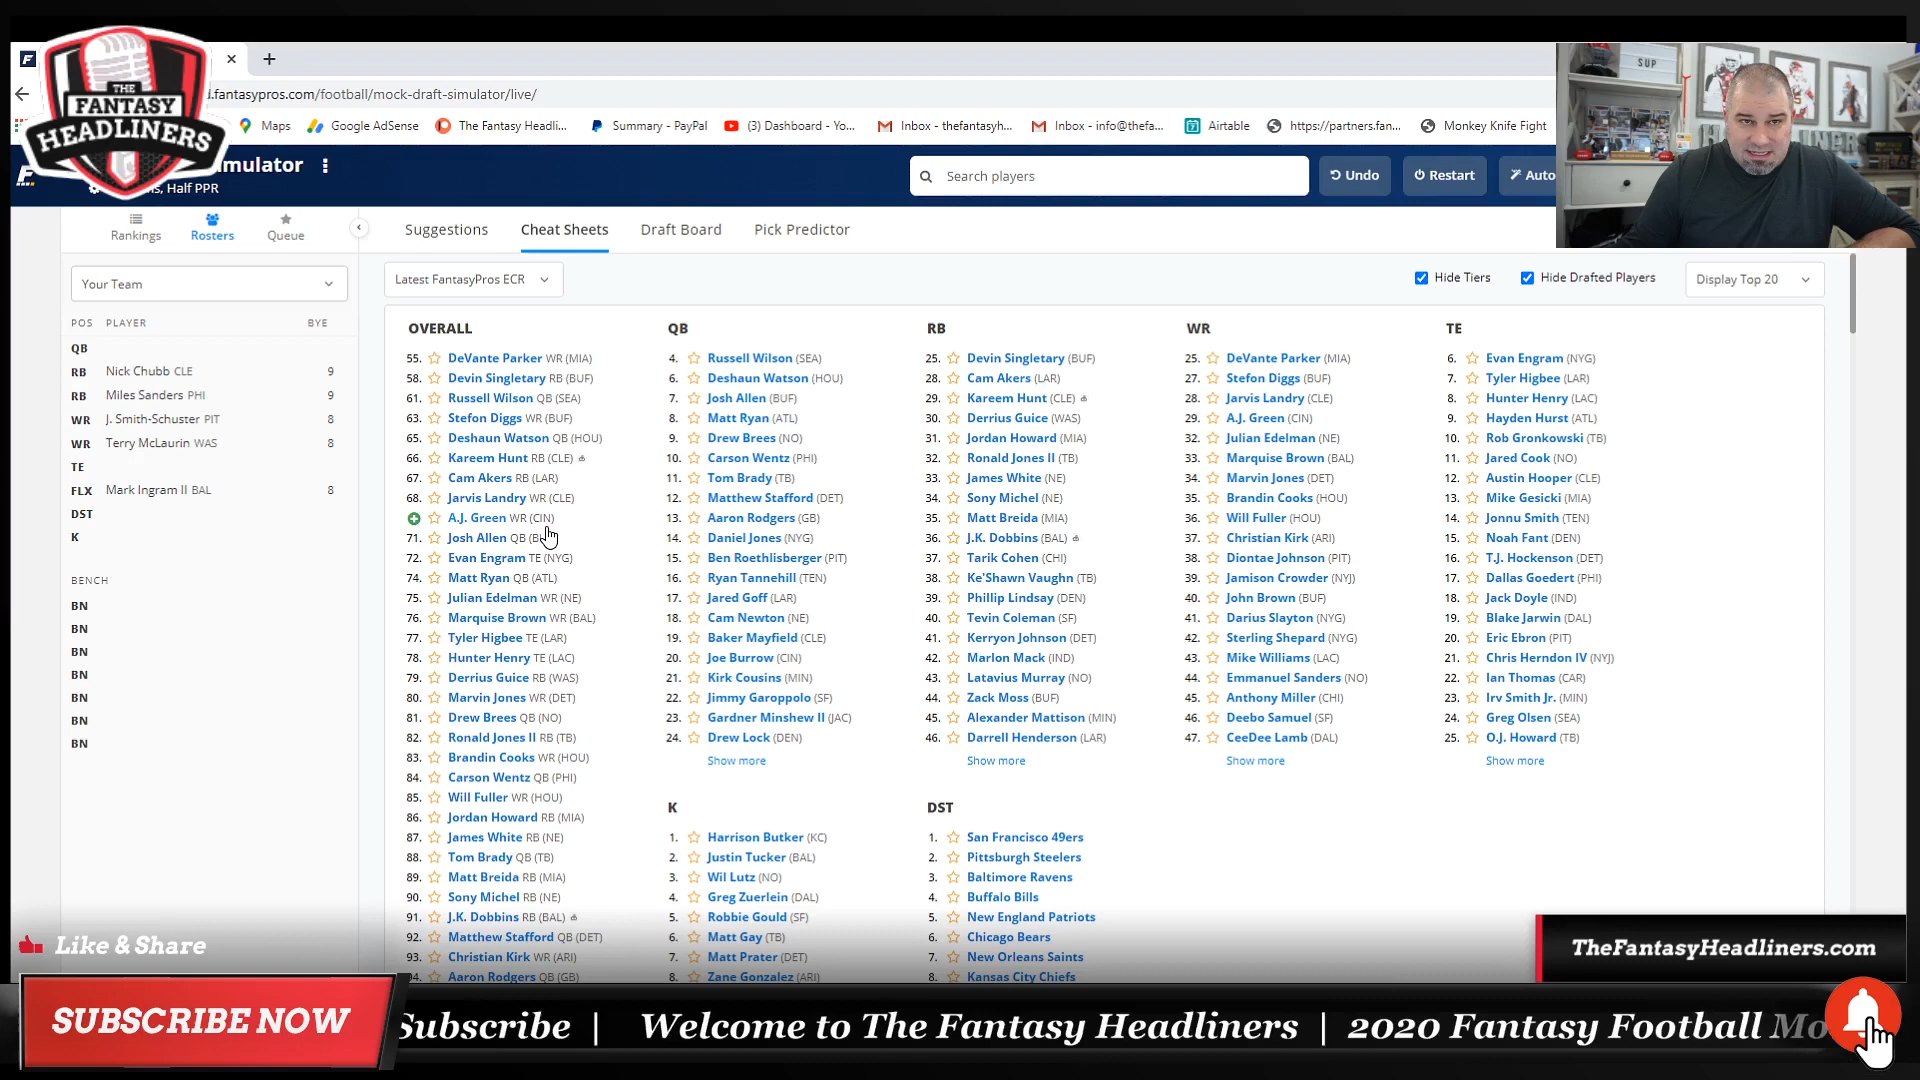 THE
FANTASY
HEADLINERS
.fantasypros.com/football/mock-draft-simulator/live/
Maps
Google AdSense
The Fantasy Headli...
Summary - PayPal
(3) Dashboard - Yo...
Inbox - thefantasyh...
Inbox - info@thefa...
Airtable
https://partners.fan...
Monkey Knife Fight
SUP
mulator
s, Half PPR
Search players
Undo
Restart
Auto
Rankings
Rosters
Queue
Suggestions
Cheat Sheets
Draft Board
Pick Predictor
Your Team
POS PLAYER BYE
QB
RB Nick Chubb CLE 9
RB Miles Sanders PHI 9
WR J. Smith-Schuster PIT 8
WR Terry McLaurin WAS 8
TE
FLX Mark Ingram II BAL 8
DST
K
BENCH
BN
BN
BN
BN
BN
BN
BN
Latest FantasyPros ECR
Hide Tiers
Hide Drafted Players
Display Top 20
OVERALL
55. DeVante Parker WR (MIA)
58. Devin Singletary RB (BUF)
61. Russell Wilson QB (SEA)
63. Stefon Diggs WR (BUF)
65. Deshaun Watson QB (HOU)
66. Kareem Hunt RB (CLE)
67. Cam Akers RB (LAR)
68. Jarvis Landry WR (CLE)
A.J. Green WR (CIN)
71. Josh Allen QB
72. Evan Engram TE (NYG)
74. Matt Ryan QB (ATL)
75. Julian Edelman WR (NE)
76. Marquise Brown WR (BAL)
77. Tyler Higbee TE (LAR)
78. Hunter Henry TE (LAC)
79. Derrius Guice RB (WAS)
80. Marvin Jones WR (DET)
81. Drew Brees QB (NO)
82. Ronald Jones II RB (TB)
83. Brandin Cooks WR (HOU)
84. Carson Wentz QB (PHI)
85. Will Fuller WR (HOU)
86. Jordan Howard RB (MIA)
87. James White RB (NE)
88. Tom Brady QB (TB)
89. Matt Breida RB (MIA)
90. Sony Michel RB (NE)
91. J.K. Dobbins RB (BAL)
92. Matthew Stafford QB (DET)
93. Christian Kirk WR (ARI)
94. Aaron Rodgers QB (GB)
QB
4. Russell Wilson (SEA)
6. Deshaun Watson (HOU)
7. Josh Allen (BUF)
8. Matt Ryan (ATL)
9. Drew Brees (NO)
10. Carson Wentz (PHI)
11. Tom Brady (TB)
12. Matthew Stafford (DET)
13. Aaron Rodgers (GB)
14. Daniel Jones (NYG)
15. Ben Roethlisberger (PIT)
16. Ryan Tannehill (TEN)
17. Jared Goff (LAR)
18. Cam Newton (NE)
19. Baker Mayfield (CLE)
20. Joe Burrow (CIN)
21. Kirk Cousins (MIN)
22. Jimmy Garoppolo (SF)
23. Gardner Minshew II (JAC)
24. Drew Lock (DEN)
Show more
RB
25. Devin Singletary (BUF)
28. Cam Akers (LAR)
29. Kareem Hunt (CLE)
30. Derrius Guice (WAS)
31. Jordan Howard (MIA)
32. Ronald Jones II (TB)
33. James White (NE)
34. Sony Michel (NE)
35. Matt Breida (MIA)
36. J.K. Dobbins (BAL)
37. Tarik Cohen (CHI)
38. Ke'Shawn Vaughn (TB)
39. Phillip Lindsay (DEN)
40. Tevin Coleman (SF)
41. Kerryon Johnson (DET)
42. Marlon Mack (IND)
43. Latavius Murray (NO)
44. Zack Moss (BUF)
45. Alexander Mattison (MIN)
46. Darrell Henderson (LAR)
Show more
WR
25. DeVante Parker (MIA)
27. Stefon Diggs (BUF)
28. Jarvis Landry (CLE)
29. A.J. Green (CIN)
32. Julian Edelman (NE)
33. Marquise Brown (BAL)
34. Marvin Jones (DET)
35. Brandin Cooks (HOU)
36. Will Fuller (HOU)
37. Christian Kirk (ARI)
38. Diontae Johnson (PIT)
39. Jamison Crowder (NYJ)
40. John Brown (BUF)
41. Darius Slayton (NYG)
42. Sterling Shepard (NYG)
43. Mike Williams (LAC)
44. Emmanuel Sanders (NO)
45. Anthony Miller (CHI)
46. Deebo Samuel (SF)
47. CeeDee Lamb (DAL)
Show more
TE
6. Evan Engram (NYG)
7. Tyler Higbee (LAR)
8. Hunter Henry (LAC)
9. Hayden Hurst (ATL)
10. Rob Gronkowski (TB)
11. Jared Cook (NO)
12. Austin Hooper (CLE)
13. Mike Gesicki (MIA)
14. Jonnu Smith (TEN)
15. Noah Fant (DEN)
16. T.J. Hockenson (DET)
17. Dallas Goedert (PHI)
18. Jack Doyle (IND)
19. Blake Jarwin (DAL)
20. Eric Ebron (PIT)
21. Chris Herndon IV (NYJ)
22. Ian Thomas (CAR)
23. Irv Smith Jr. (MIN)
24. Greg Olsen (SEA)
25. O.J. Howard (TB)
Show more
K
1. Harrison Butker (KC)
2. Justin Tucker (BAL)
3. Wil Lutz (NO)
4. Greg Zuerlein (DAL)
5. Robbie Gould (SF)
6. Matt Gay (TB)
7. Matt Prater (DET)
8. Zane Gonzalez (ARI)
DST
1. San Francisco 49ers
2. Pittsburgh Steelers
3. Baltimore Ravens
4. Buffalo Bills
5. New England Patriots
6. Chicago Bears
7. New Orleans Saints
8. Kansas City Chiefs
Like & Share
TheFantasyHeadliners.com
SUBSCRIBE NOW
Subscribe | Welcome to The Fantasy Headliners | 2020 Fantasy Football Mo